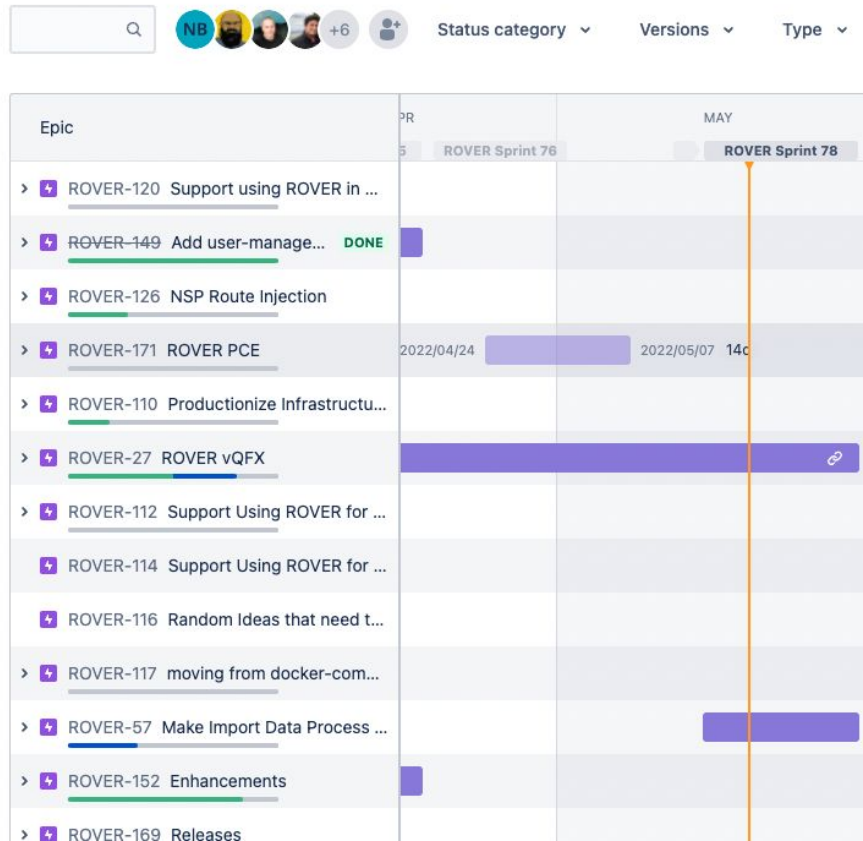 NB +6 Status category Versions Type
Epic
PR MAY
5 ROVER Sprint 76 ROVER Sprint 78
ROVER-120 Support using ROVER in ...
ROVER-149 Add user-manage... DONE
ROVER-126 NSP Route Injection
ROVER-171 ROVER PCE 2022/04/24 2022/05/07 14d
ROVER-110 Productionize Infrastructu...
ROVER-27 ROVER vQFX
ROVER-112 Support Using ROVER for ...
ROVER-114 Support Using ROVER for ...
ROVER-116 Random Ideas that need t...
ROVER-117 moving from docker-com...
ROVER-57 Make Import Data Process ...
ROVER-152 Enhancements
ROVER-169 Releases